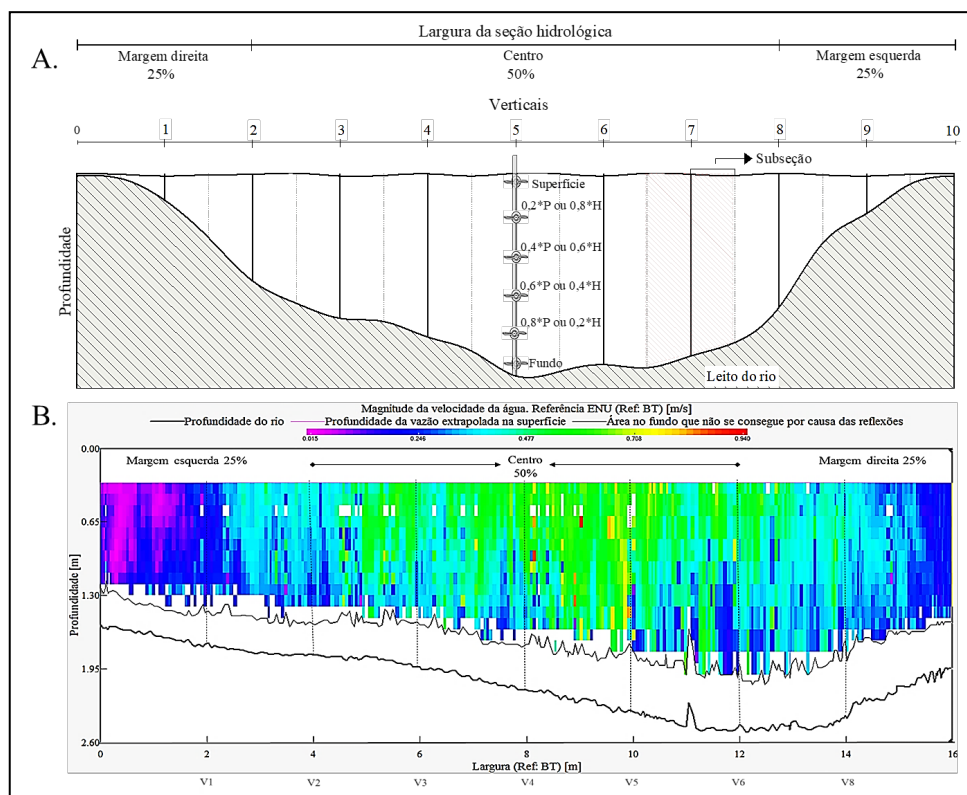 Largura da seção hidrológica
A.
Margem direita
25%
Centro
50%
Margem esquerda
25%
Verticais
0 1 2 3 4 5 6 7 8 9 10
Subseção
Superfície
0,2*P ou 0,8*H
0,4*P ou 0,6*H
0,6*P ou 0,4*H
0,8*P ou 0,2*H
Fundo
Leito do rio
Profundidade
B.
Magnitude da velocidade da água. Referência ENU (Ref: BT) [m/s]
Profundidade do rio
Profundidade da vazão extrapolada na superfície
Área no fundo que não se consegue por causa das reflexões
0.015 0.246 0.477 0.708 0.940
Margem esquerda 25%
Centro
50%
Margem direita 25%
Profundidade [m]
0.00
0.65
1.30
1.95
2.60
0 2 4 6 8 10 12 14 16
Largura (Ref: BT) [m]
V1 V2 V3 V4 V5 V6 V8